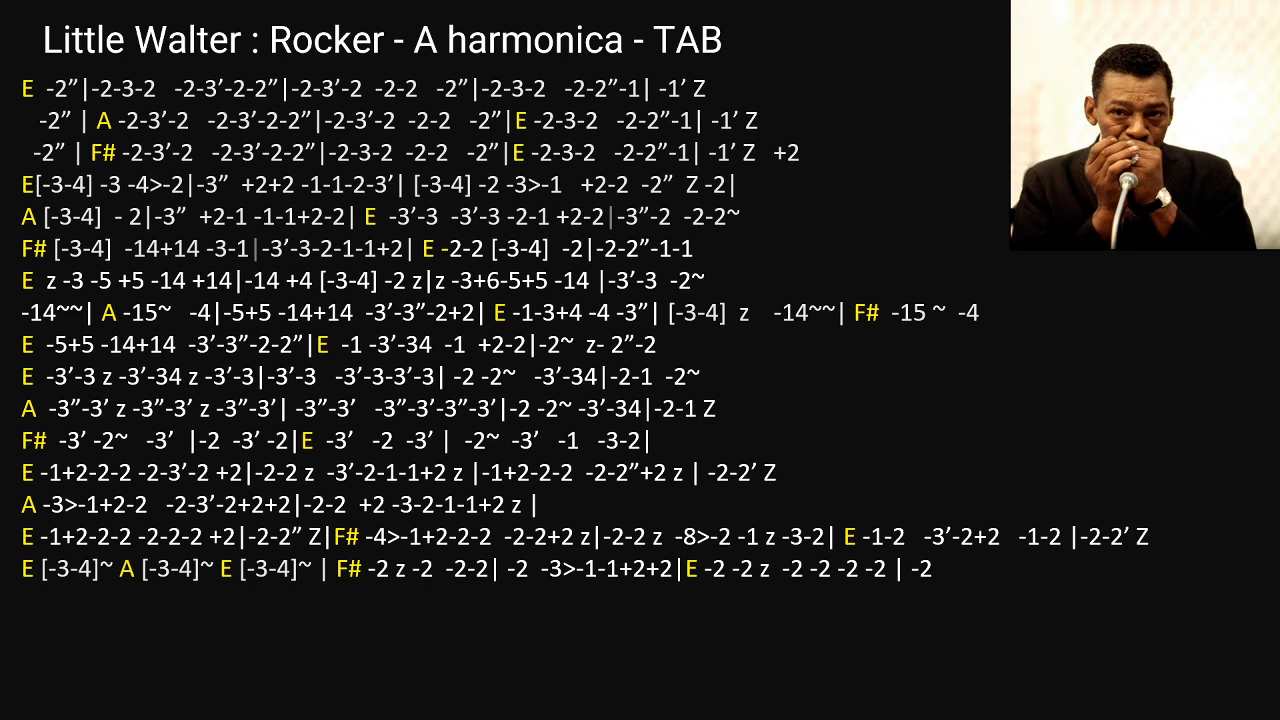 Little Walter : Rocker - A harmonica - TAB
E -2”|-2-3-2 -2-3’-2-2”|-2-3’-2 -2-2 -2”|-2-3-2 -2-2”-1| -1’ Z
-2” | A -2-3’-2 -2-3’-2-2”|-2-3’-2 -2-2 -2”|E -2-3-2 -2-2”-1| -1’ Z
-2” | F# -2-3’-2 -2-3’-2-2”|-2-3-2 -2-2 -2”|E -2-3-2 -2-2”-1| -1’ Z +2
E[-3-4] -3 -4>-2|-3” +2+2 -1-1-2-3’| [-3-4] -2 -3>-1 +2-2 -2” Z -2|
A [-3-4] - 2|-3” +2-1 -1-1+2-2| E -3’-3 -3’-3 -2-1 +2-2|-3”-2 -2-2~
F# [-3-4] -14+14 -3-1|-3’-3-2-1-1+2| E -2-2 [-3-4] -2|-2-2”-1-1
E z -3 -5 +5 -14 +14|-14 +4 [-3-4] -2 z|z -3+6-5+5 -14 |-3’-3 -2~
-14~~| A -15~ -4|-5+5 -14+14 -3’-3”-2+2| E -1-3+4 -4 -3”| [-3-4] z -14~~| F# -15 ~ -4
E -5+5 -14+14 -3’-3”-2-2”|E -1 -3’-34 -1 +2-2|-2~ z- 2”-2
E -3’-3 z -3’-34 z -3’-3|-3’-3 -3’-3-3’-3| -2 -2~ -3’-34|-2-1 -2~
A -3”-3’ z -3”-3’ z -3”-3’| -3”-3’ -3”-3’-3”-3’|-2 -2~ -3’-34|-2-1 Z
F# -3’ -2~ -3’ |-2 -3’ -2|E -3’ -2 -3’ | -2~ -3’ -1 -3-2|
E -1+2-2-2 -2-3’-2 +2|-2-2 z -3’-2-1-1+2 z |-1+2-2-2 -2-2”+2 z | -2-2’ Z
A -3>-1+2-2 -2-3’-2+2+2|-2-2 +2 -3-2-1-1+2 z |
E -1+2-2-2 -2-2-2 +2|-2-2” Z|F# -4>-1+2-2-2 -2-2+2 z|-2-2 z -8>-2 -1 z -3-2| E -1-2 -3’-2+2 -1-2 |-2-2’ Z
E [-3-4]~ A [-3-4]~ E [-3-4]~ | F# -2 z -2 -2-2| -2 -3>-1-1+2+2|E -2 -2 z -2 -2 -2 -2 | -2